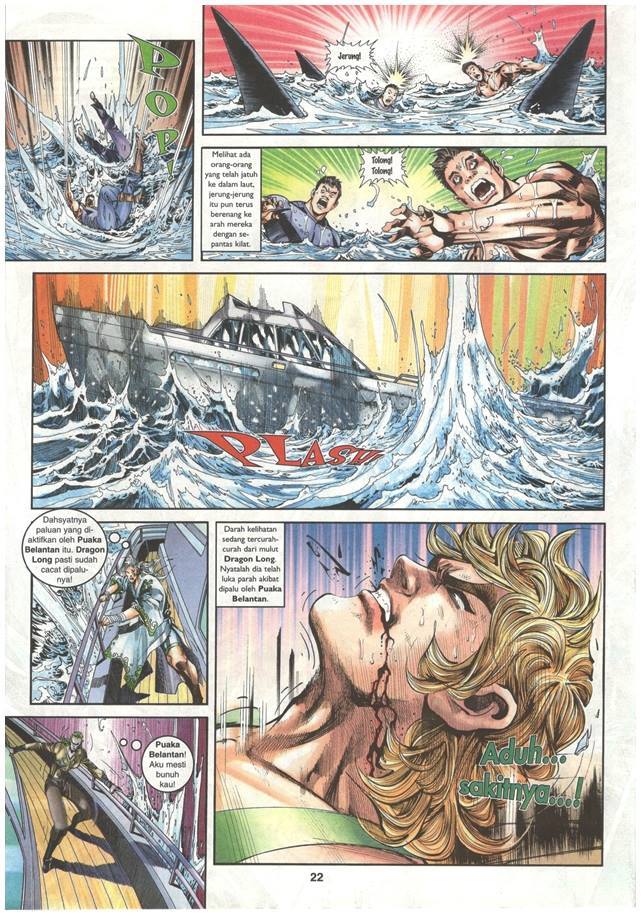 POP!
Jerung!
Melihat ada
orang-orang
yang telah jatuh
ke dalam laut,
jerung-jerung
itu pun terus
berenang ke
arah mereka
dengan se-
pantas kilat.
Tolong!
Tolong!
PLASH!
Dahsyatnya
paluan yang di-
aktifkan oleh Puaka
Belantan itu. Dragon
Long pasti sudah
cacat dipalu-
nya!
Darah kelihatan
sedang tercurah-
curah dari mulut
Dragon Long.
Nyatalah dia telah
luka parah akibat
dipalu oleh Puaka
Belantan.
Puaka
Belantan!
Aku mesti
bunuh
kau!
Aduh...
sakitnya...!
22